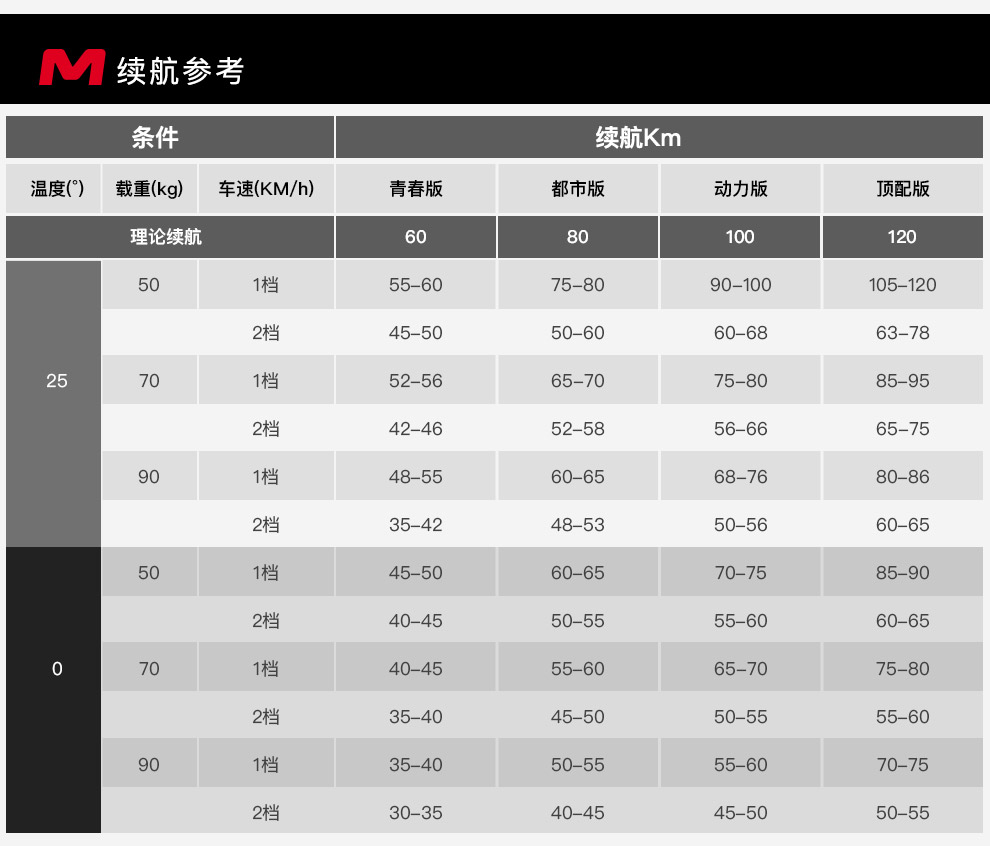 M 续航参考
条件 续航Km
温度(°) 载重(kg) 车速(KM/h) 青春版 都市版 动力版 顶配版
理论续航 60 80 100 120
50 1档 55–60 75–80 90–100 105–120
2档 45–50 50–60 60–68 63–78
25 70 1档 52–56 65–70 75–80 85–95
2档 42–46 52–58 56–66 65–75
90 1档 48–55 60–65 68–76 80–86
2档 35–42 48–53 50–56 60–65
50 1档 45–50 60–65 70–75 85–90
2档 40–45 50–55 55–60 60–65
0 70 1档 40–45 55–60 65–70 75–80
2档 35–40 45–50 50–55 55–60
90 1档 35–40 50–55 55–60 70–75
2档 30–35 40–45 45–50 50–55